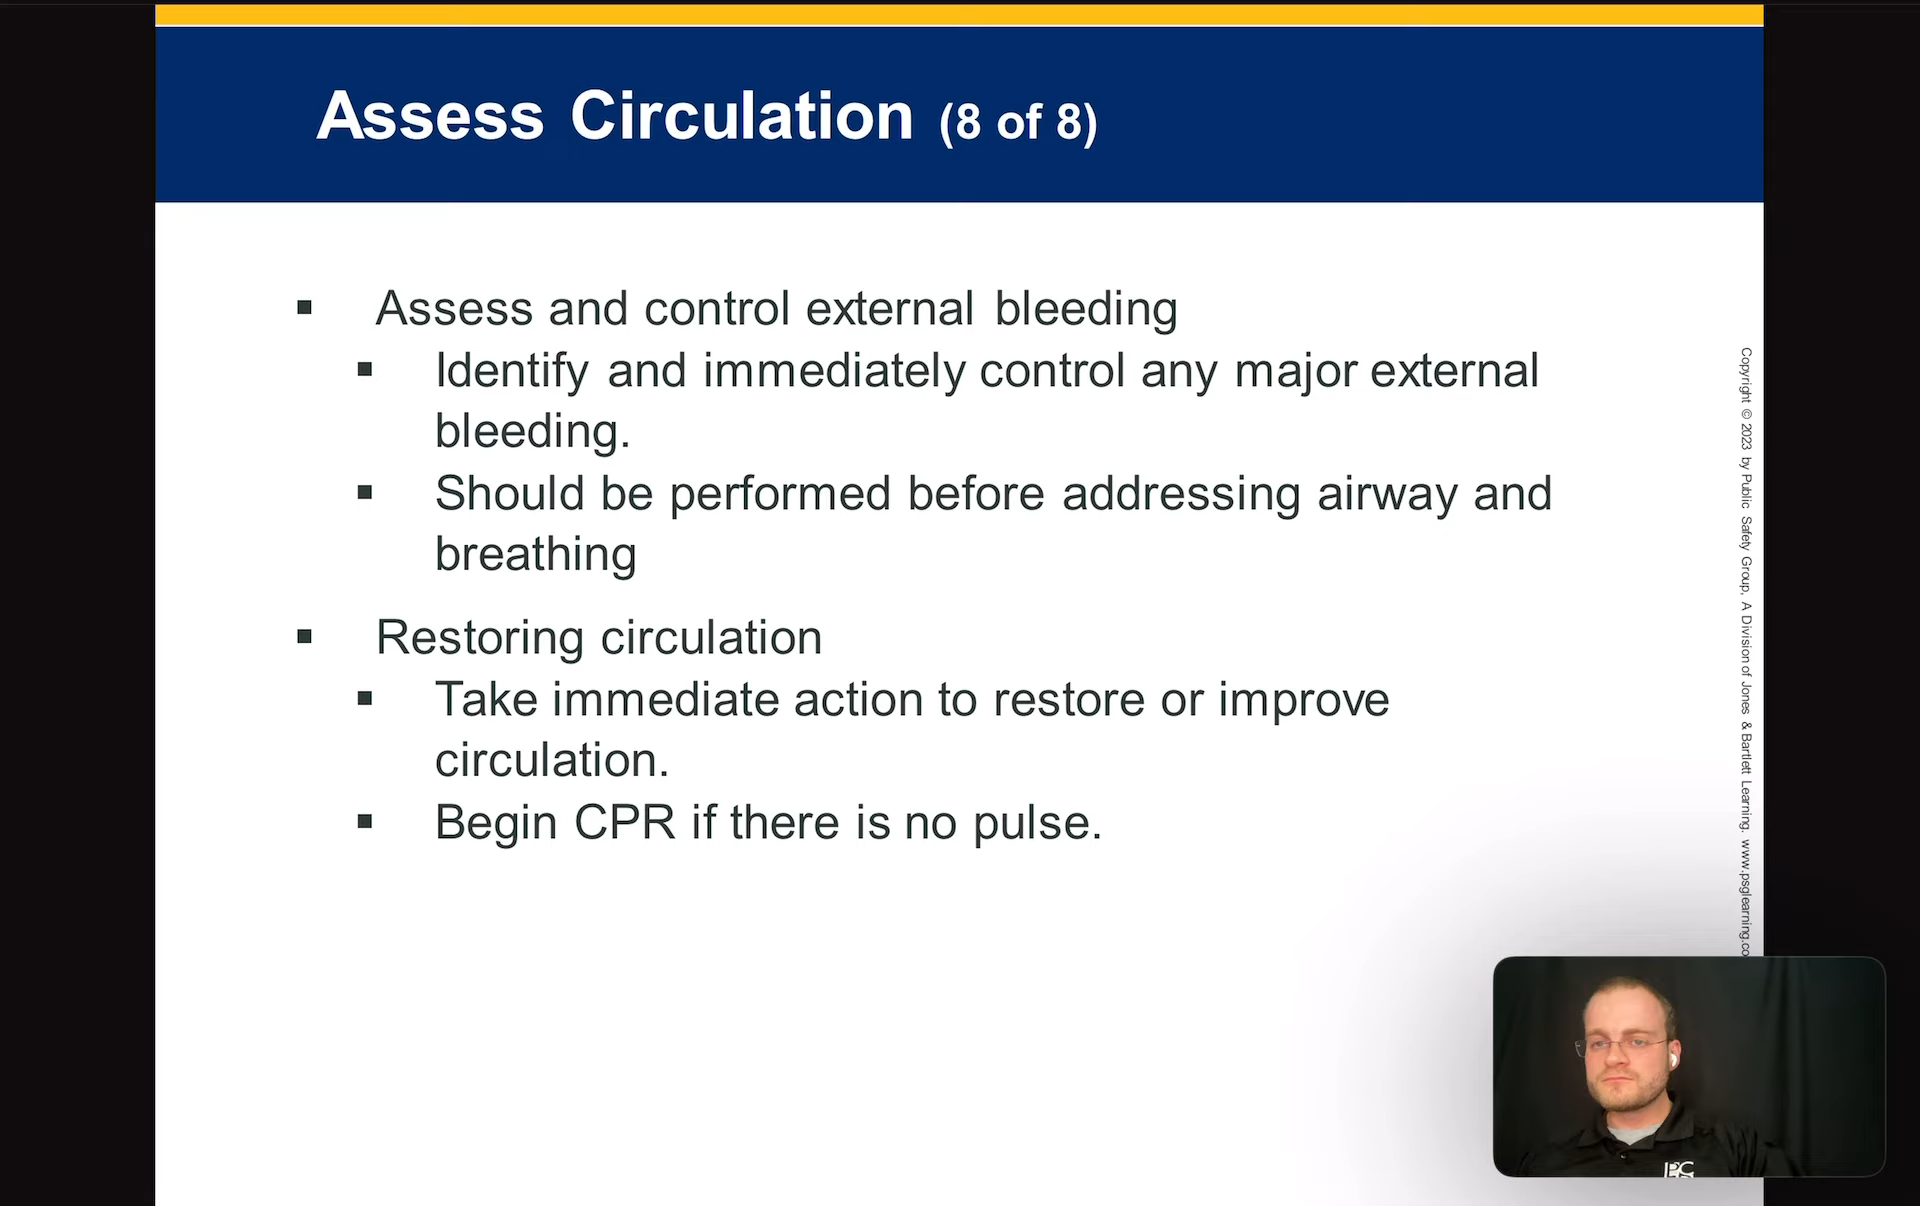 Assess Circulation (8 of 8)
Assess and control external bleeding
Identify and immediately control any major external
bleeding.
Should be performed before addressing airway and
breathing
Restoring circulation
Take immediate action to restore or improve
circulation.
Begin CPR if there is no pulse.
Copyright © 2023 by Public Safety Group, A Division of Jones & Bartlett Learning. www.psglearning.co